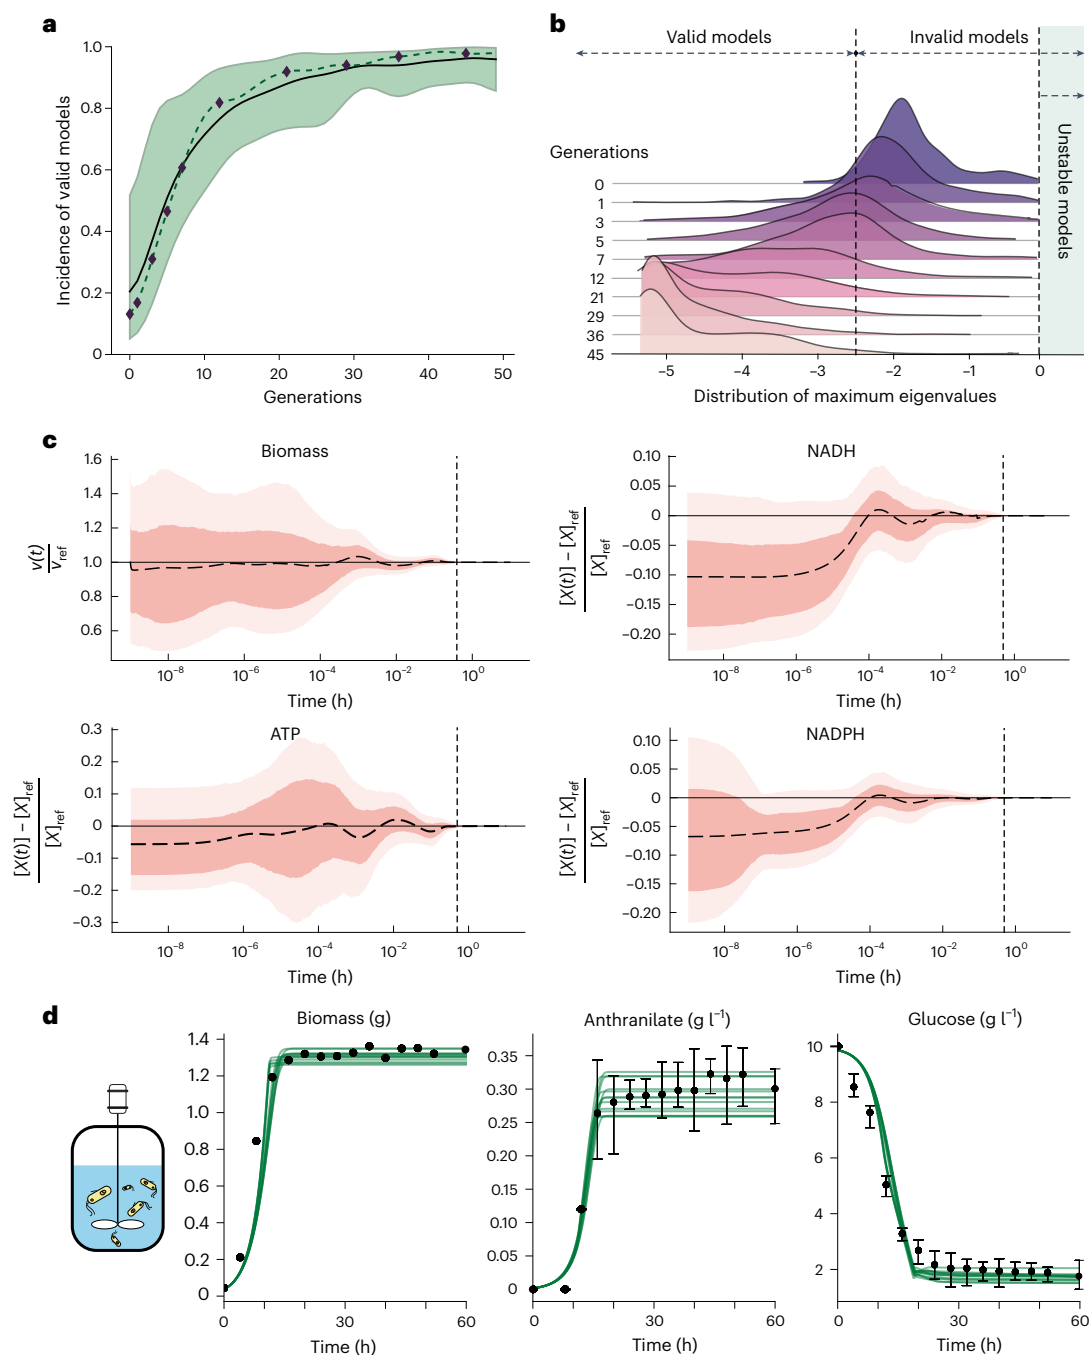 a
1.0
0.8
0.6
0.4
0.2
0
Incidence of valid models
0 10 20 30 40 50
Generations
b
Valid models Invalid models
Unstable models
Generations
0
1
3
5
7
12
21
29
36
45
–5 –4 –3 –2 –1 0
Distribution of maximum eigenvalues
c
Biomass
1.6
1.4
1.2
1.0
0.8
0.6
v(t)
v_ref
10⁻⁸ 10⁻⁶ 10⁻⁴ 10⁻² 10⁰
Time (h)
NADH
0.10
0.05
0
–0.05
–0.10
–0.15
–0.20
[X(t)] – [X]_ref
[X]_ref
10⁻⁸ 10⁻⁶ 10⁻⁴ 10⁻² 10⁰
Time (h)
ATP
0.3
0.2
0.1
0
–0.1
–0.2
–0.3
[X(t)] – [X]_ref
[X]_ref
10⁻⁸ 10⁻⁶ 10⁻⁴ 10⁻² 10⁰
Time (h)
NADPH
0.10
0.05
0
–0.05
–0.10
–0.15
–0.20
[X(t)] – [X]_ref
[X]_ref
10⁻⁸ 10⁻⁶ 10⁻⁴ 10⁻² 10⁰
Time (h)
d
Biomass (g)
1.4
1.2
1.0
0.8
0.6
0.4
0.2
0
0 30 60
Time (h)
Anthranilate (g l⁻¹)
0.35
0.30
0.25
0.20
0.15
0.10
0.05
0
0 30 60
Time (h)
Glucose (g l⁻¹)
10
8
6
4
2
0 30 60
Time (h)